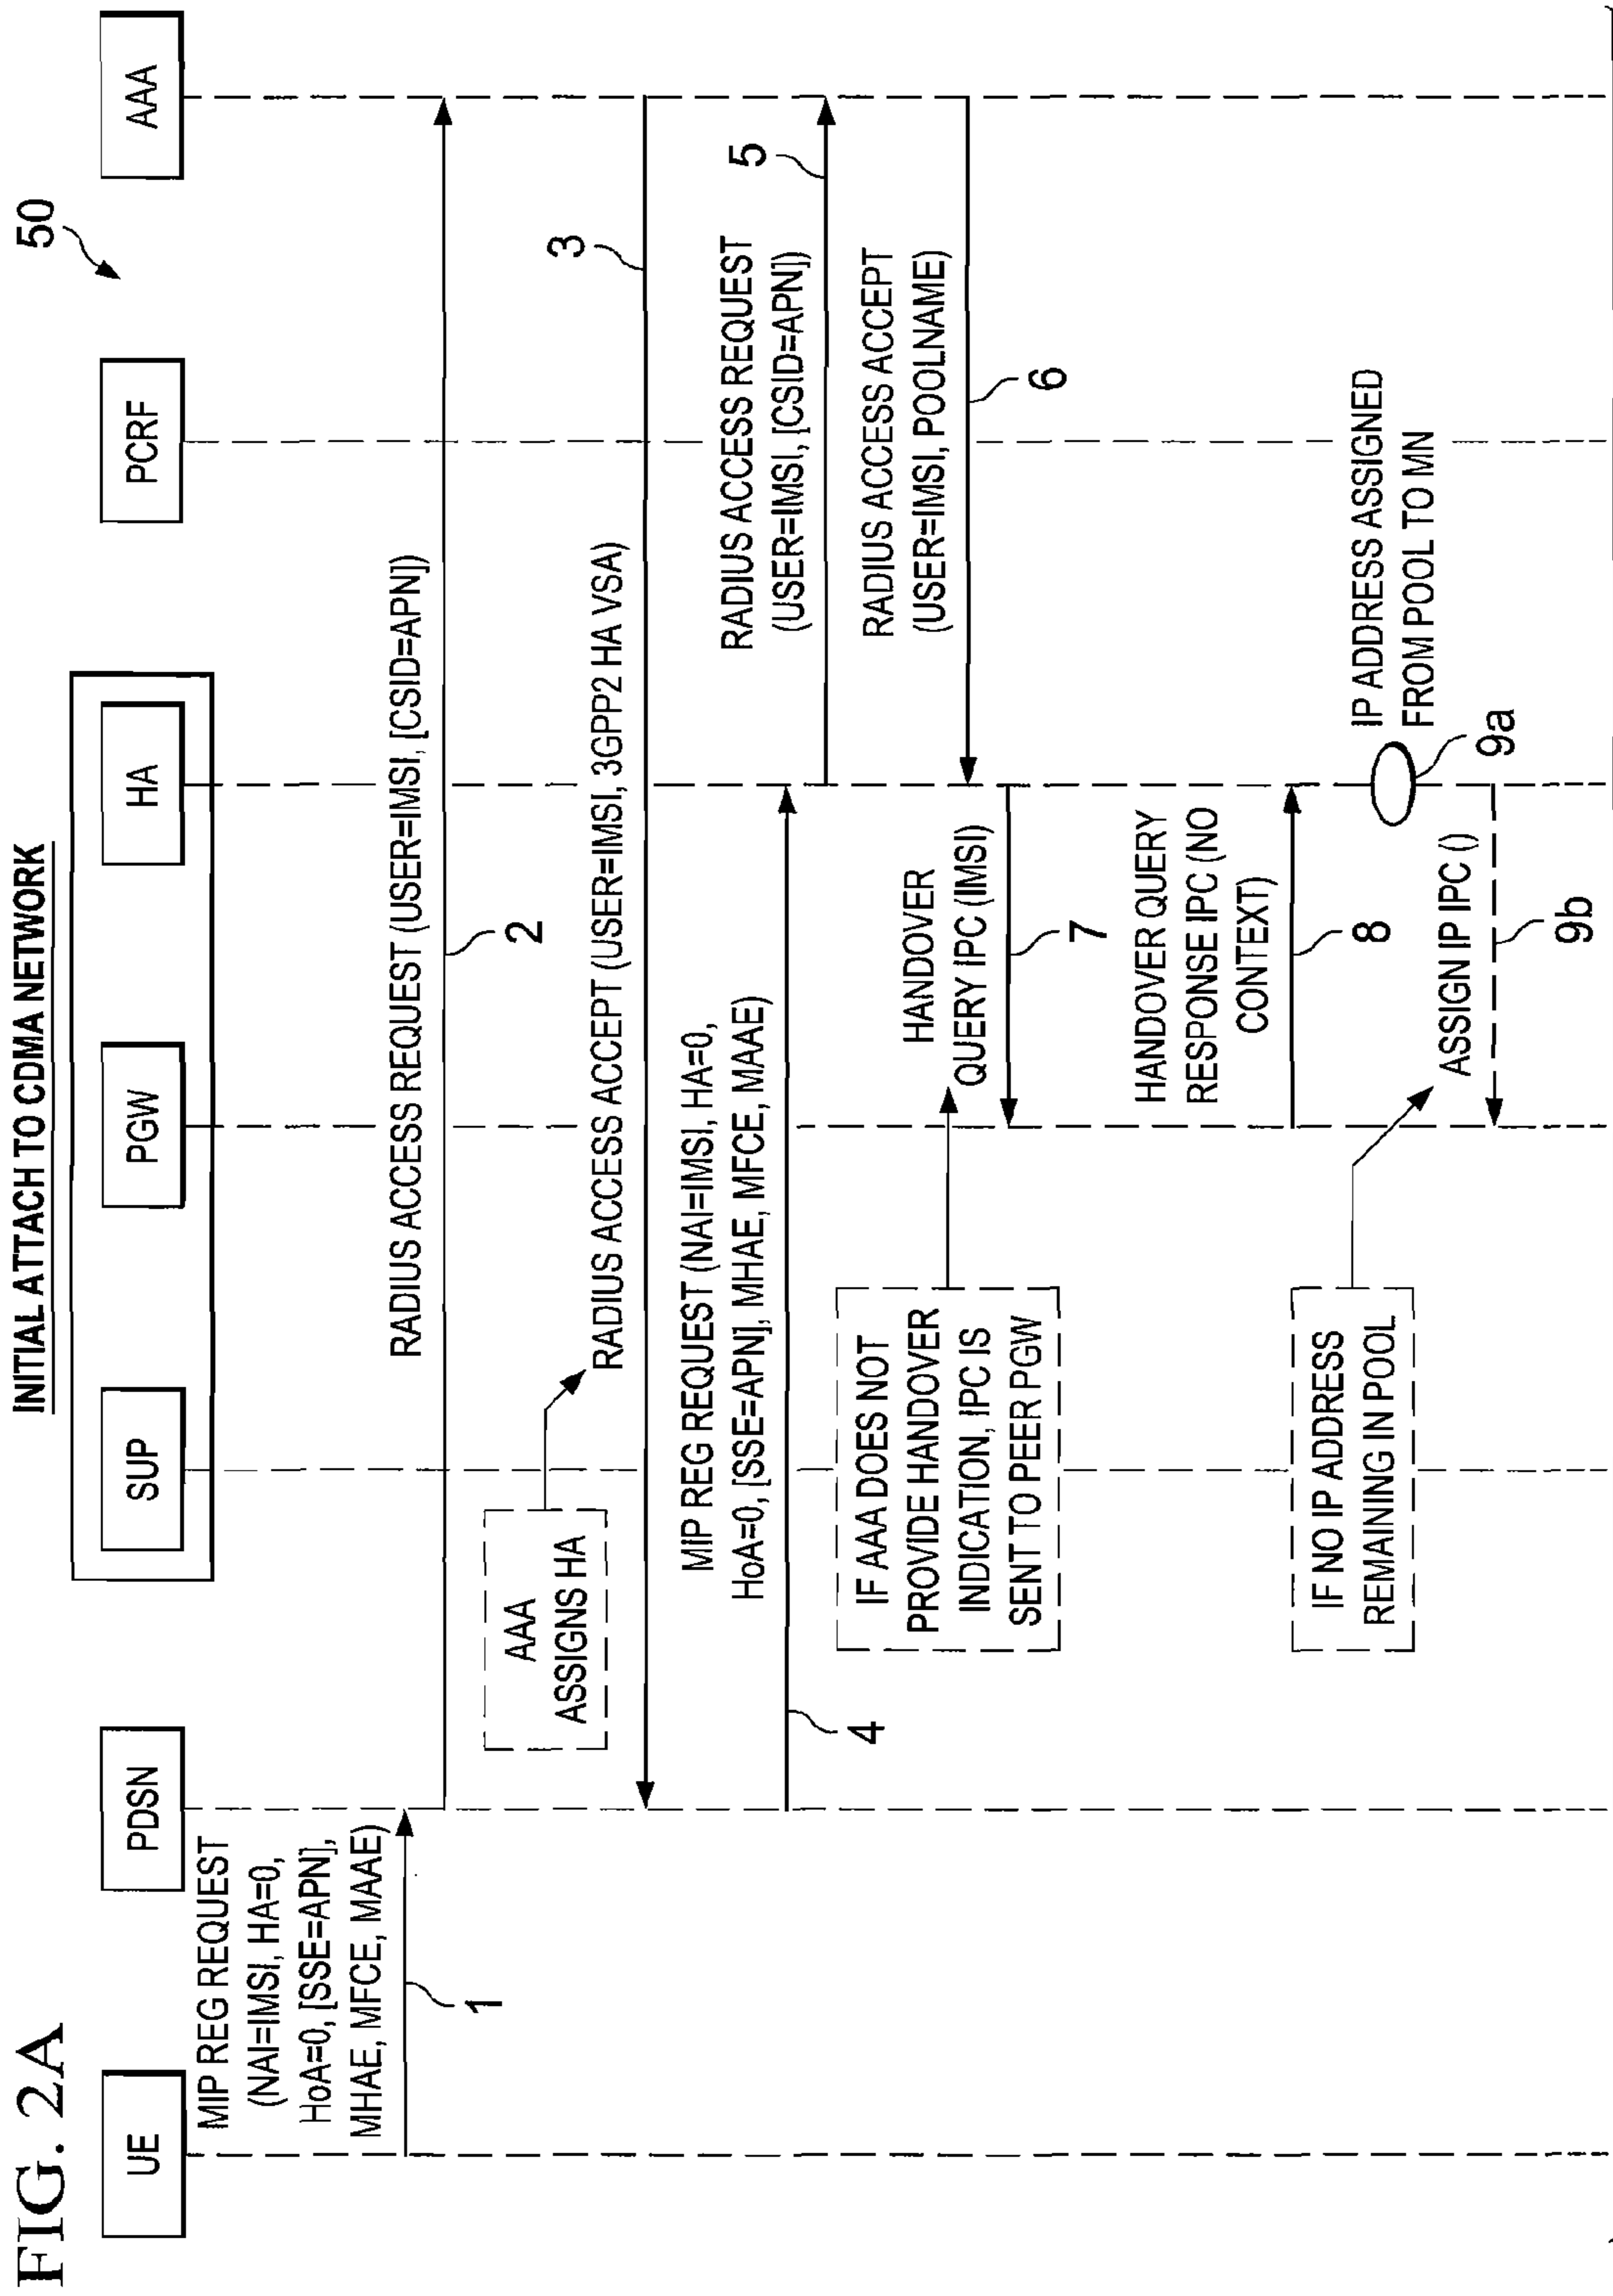 FIG. 2A
INITIAL ATTACH TO CDMA NETWORK
50
UE
PDSN
SUP
PGW
HA
PCRF
AAA
MIP REG REQUEST
(NAI=IMSI, HA=0,
HoA=0, [SSE=APN],
MHAE, MFCE, MAAE)
1
RADIUS ACCESS REQUEST (USER=IMSI, [CSID=APN])
2
AAA
ASSIGNS HA
RADIUS ACCESS ACCEPT (USER=IMSI, 3GPP2 HA VSA)
3
MIP REG REQUEST (NAI=IMSI, HA=0,
HoA=0, [SSE=APN], MHAE, MFCE, MAAE)
4
RADIUS ACCESS REQUEST
(USER=IMSI, [CSID=APN])
5
RADIUS ACCESS ACCEPT
(USER=IMSI, POOLNAME)
6
IF AAA DOES NOT
PROVIDE HANDOVER
INDICATION, IPC IS
SENT TO PEER PGW
HANDOVER
QUERY IPC (IMSI)
7
HANDOVER QUERY
RESPONSE IPC (NO
CONTEXT)
8
IP ADDRESS ASSIGNED
FROM POOL TO MN
9a
IF NO IP ADDRESS
REMAINING IN POOL
ASSIGN IP IPC ()
9b